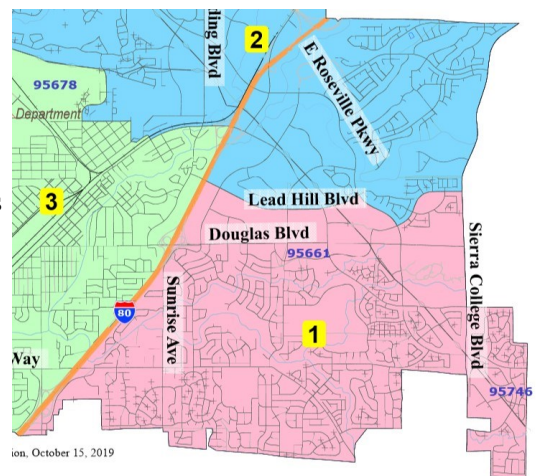 ling Blvd
2
E Roseville Pkwy
95678
Department
3
Lead Hill Blvd
Douglas Blvd
95661
Sierra College Blvd
Sunrise Ave
80
1
Way
95746
ion, October 15, 2019